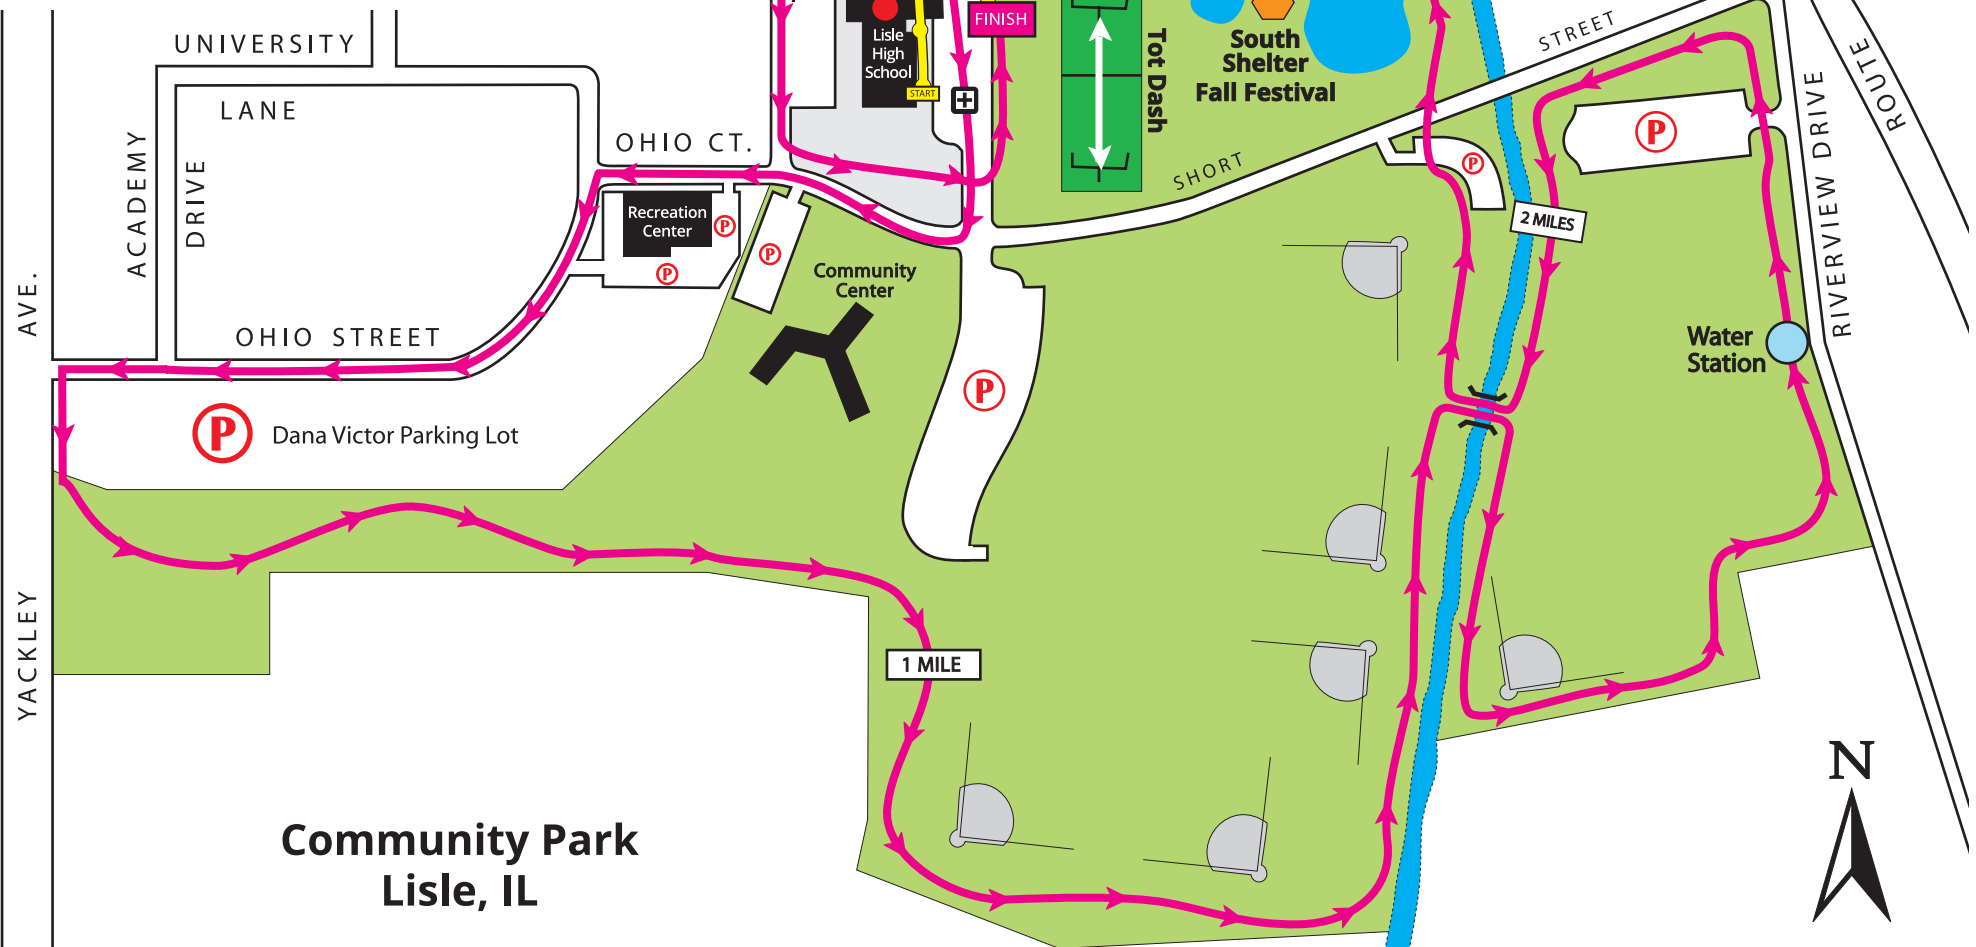 UNIVERSITY
LANE
ACADEMY
DRIVE
OHIO CT.
Lisle
High
School
START
FINISH
Tot Dash
South
Shelter
Fall Festival
STREET
SHORT
ROUTE
RIVERVIEW DRIVE
P
P
2 MILES
Recreation
Center
P
P
P
Community
Center
AVE.
OHIO STREET
P
Water
Station
P
Dana Victor Parking Lot
YACKLEY
1 MILE
N
Community Park
Lisle, IL